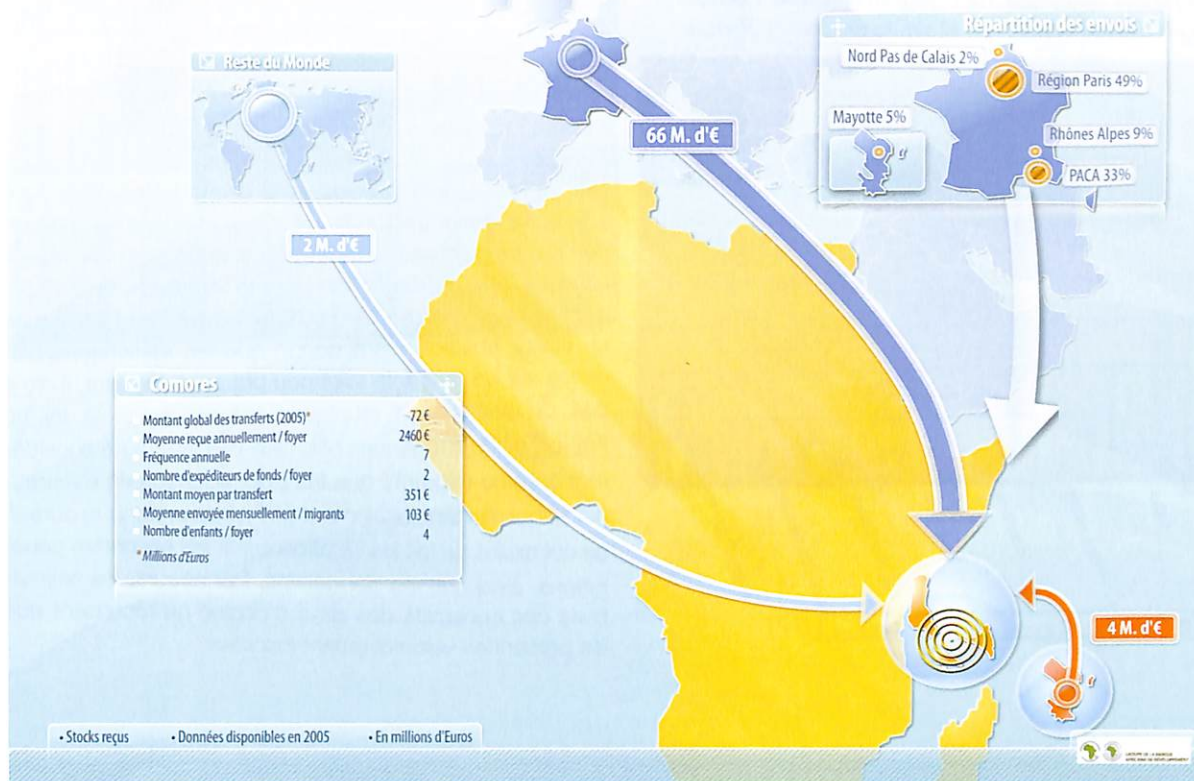 Répartition des envois
Nord Pas de Calais 2%
Région Paris 49%
Mayotte 5%
Rhônes Alpes 9%
PACA 33%
Reste du Monde
66 M. d'€
2 M. d'€
Comores
Montant global des transferts (2005)* 72 €
Moyenne reçue annuellement / foyer 2460 €
Fréquence annuelle 7
Nombre d'expéditeurs de fonds / foyer 2
Montant moyen par transfert 351 €
Moyenne envoyée mensuellement / migrants 103 €
Nombre d'enfants / foyer 4
*Millions d'Euros
4 M. d'€
• Stocks reçus • Données disponibles en 2005 • En millions d'Euros